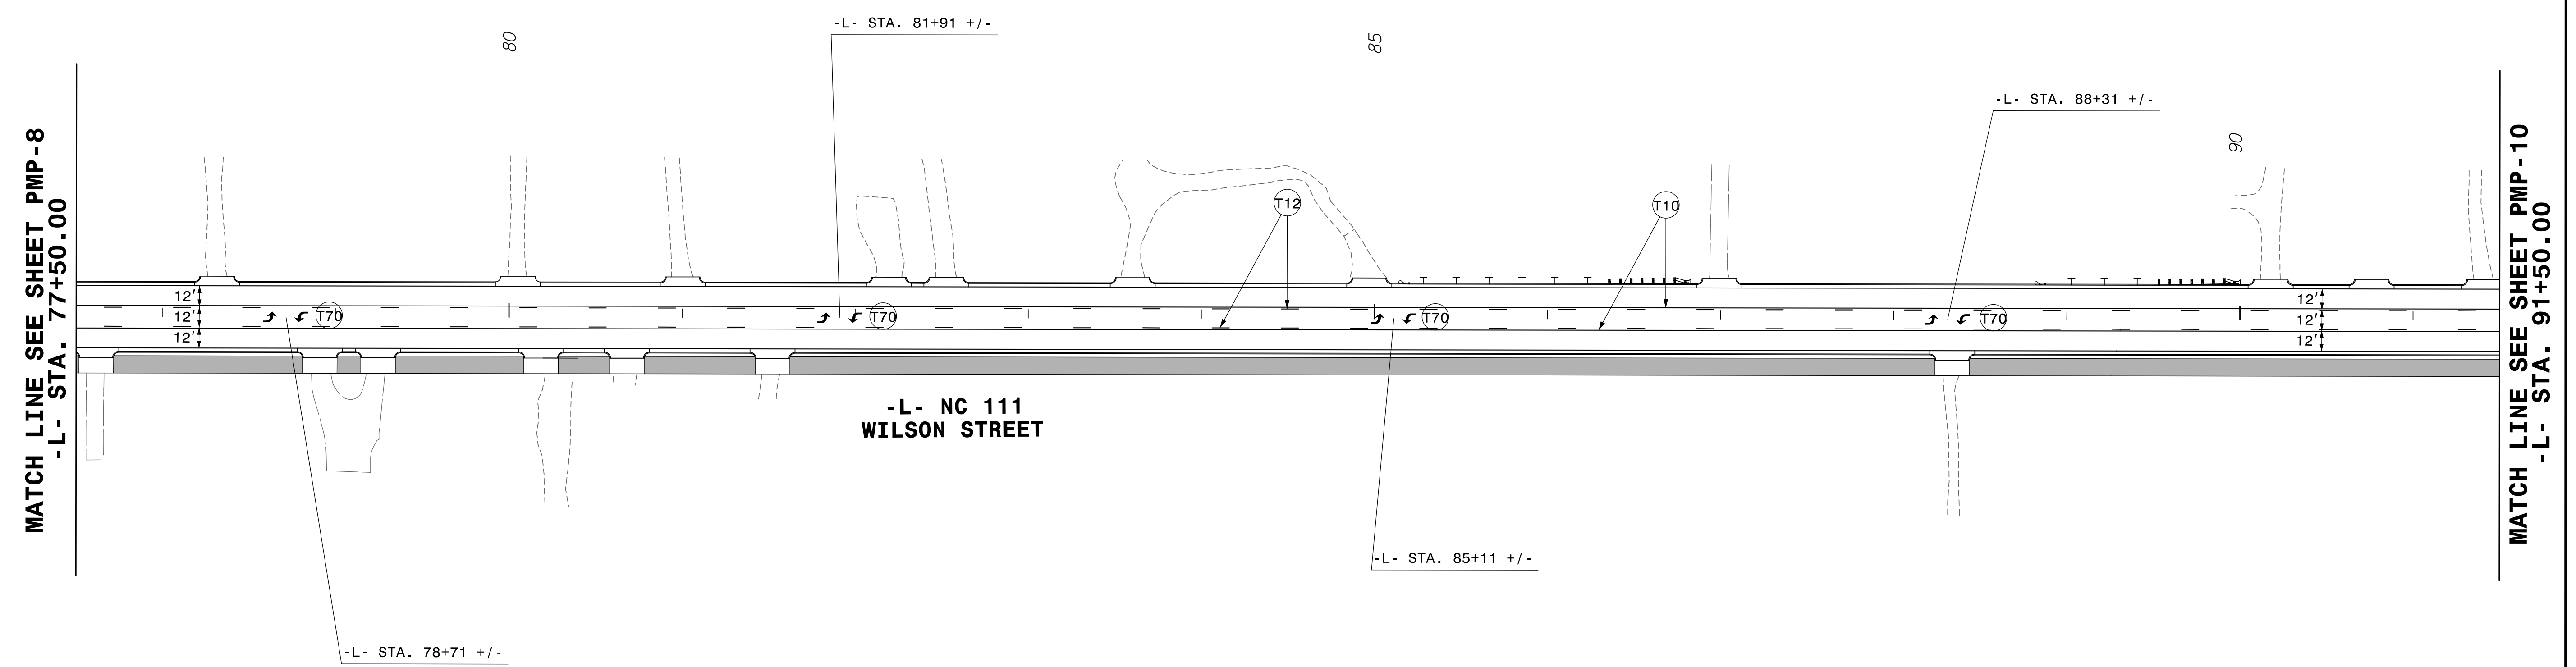 -L- STA. 81+91 +/-
80
85
-L- STA. 88+31 +/-
90
MATCH LINE SEE SHEET PMP-8
-L- STA. 77+50.00
MATCH LINE SEE SHEET PMP-10
-L- STA. 91+50.00
T12
T10
12'
12'
12'
T70
T70
T70
T70
12'
12'
12'
-L- NC 111
WILSON STREET
-L- STA. 85+11 +/-
-L- STA. 78+71 +/-